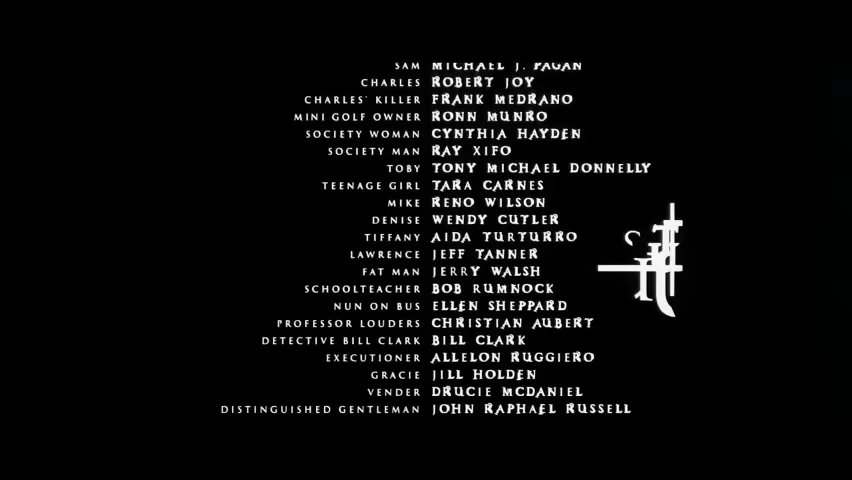 SAM MICHAEL J. PAGAN
CHARLES ROBERT JOY
CHARLES' KILLER FRANK MEDRANO
MINI GOLF OWNER RONN MUNRO
SOCIETY WOMAN CYNTHIA HAYDEN
SOCIETY MAN RAY XIFO
TOBY TONY MICHAEL DONNELLY
TEENAGE GIRL TARA CARNES
MIKE RENO WILSON
DENISE WENDY CUTLER
TIFFANY AIDA TURTURRO
LAWRENCE JEFF TANNER
FAT MAN JERRY WALSH
SCHOOLTEACHER BOB RUMNOCK
NUN ON BUS ELLEN SHEPPARD
PROFESSOR LOUDERS CHRISTIAN AUBERT
DETECTIVE BILL CLARK BILL CLARK
EXECUTIONER ALLELON RUGGIERO
GRACIE JILL HOLDEN
VENDER DRUCIE MCDANIEL
DISTINGUISHED GENTLEMAN JOHN RAPHAEL RUSSELL